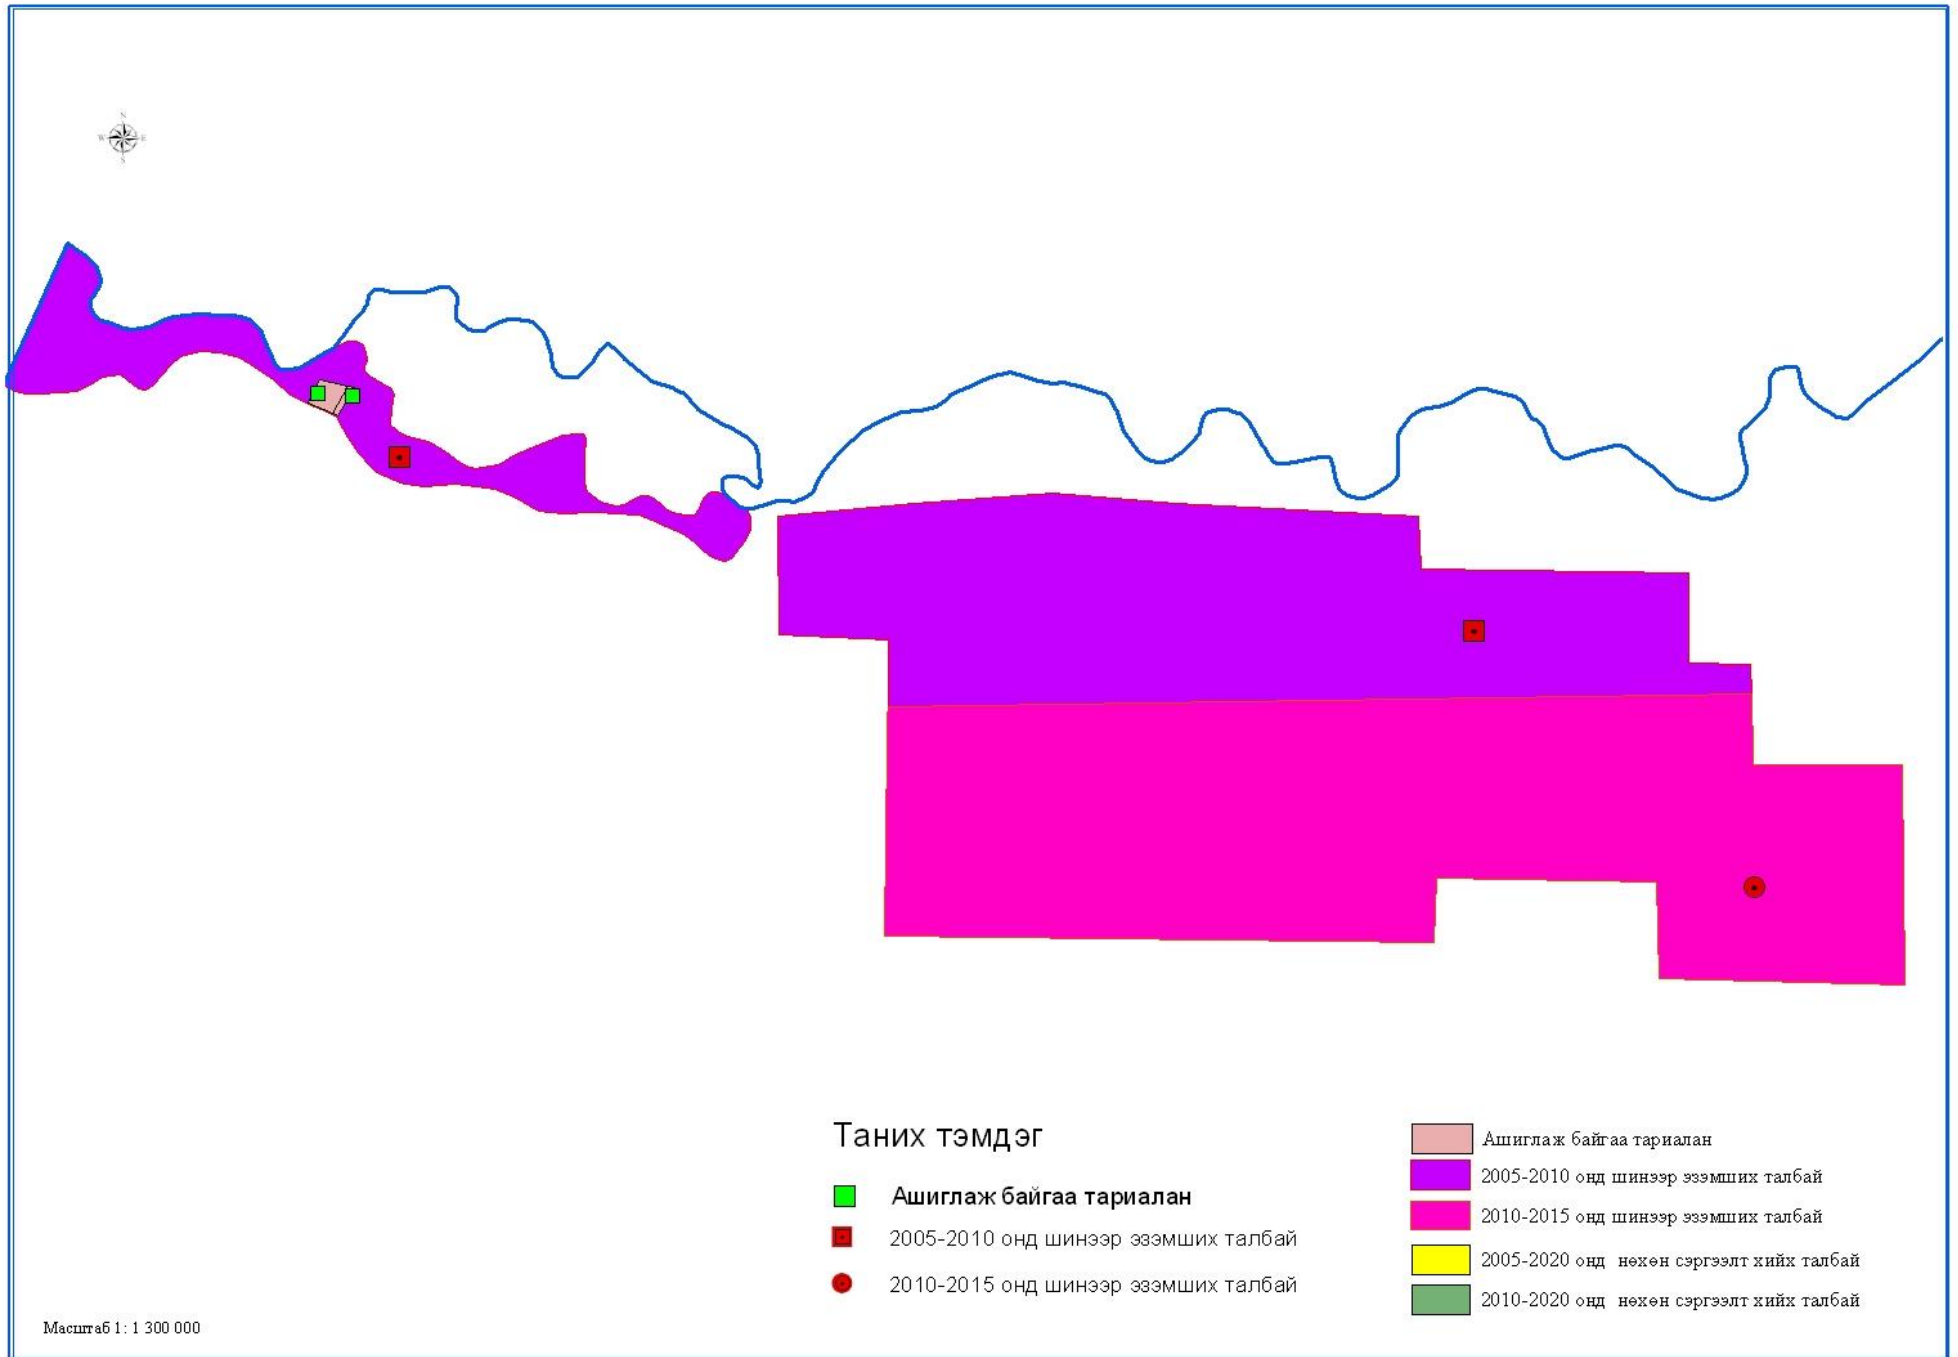 N
W E
S
Таних тэмдэг
Ашиглаж байгаа тариалан
2005-2010 онд шинээр эзэмших талбай
2010-2015 онд шинээр эзэмших талбай
Ашиглаж байгаа тариалан
2005-2010 онд шинээр эзэмших талбай
2010-2015 онд шинээр эзэмших талбай
2005-2020 онд нөхөн сэргээлт хийх талбай
2010-2020 онд нөхөн сэргээлт хийх талбай
Масштаб 1: 1 300 000